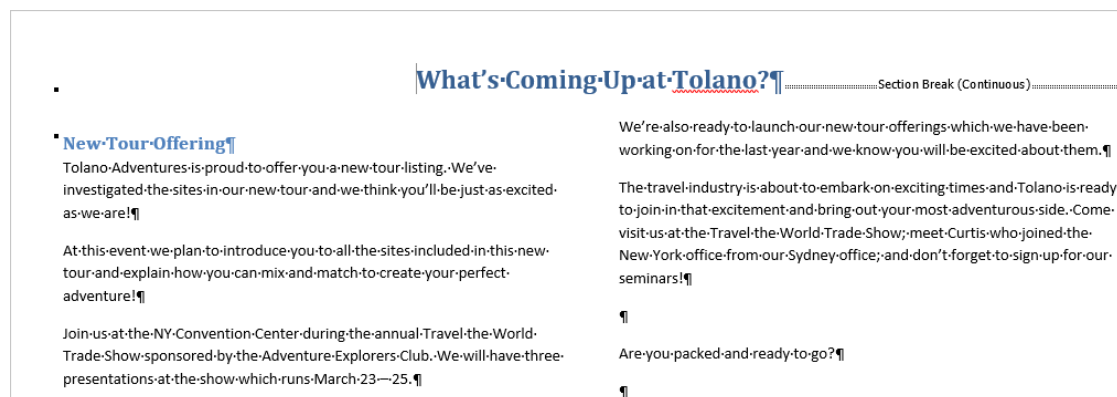 What’s·Coming·Up·at·Tolano?¶
Section Break (Continuous)
New·Tour·Offering¶
Tolano·Adventures·is·proud·to·offer·you·a·new·tour·listing.·We’ve·
investigated·the·sites·in·our·new·tour·and·we·think·you’ll·be·just·as·excited·
as·we·are!¶
At·this·event·we·plan·to·introduce·you·to·all·the·sites·included·in·this·new·
tour·and·explain·how·you·can·mix·and·match·to·create·your·perfect·
adventure!¶
Join·us·at·the·NY·Convention·Center·during·the·annual·Travel·the·World·
Trade·Show·sponsored·by·the·Adventure·Explorers·Club.·We·will·have·three·
presentations·at·the·show·which·runs·March·23·–·25.¶
We’re·also·ready·to·launch·our·new·tour·offerings·which·we·have·been·
working·on·for·the·last·year·and·we·know·you·will·be·excited·about·them.¶
The·travel·industry·is·about·to·embark·on·exciting·times·and·Tolano·is·ready
to·join·in·that·excitement·and·bring·out·your·most·adventurous·side.·Come·
visit·us·at·the·Travel·the·World·Trade·Show;·meet·Curtis·who·joined·the·
New·York·office·from·our·Sydney·office;·and·don’t·forget·to·sign·up·for·our·
seminars!¶
¶
Are·you·packed·and·ready·to·go?¶
¶